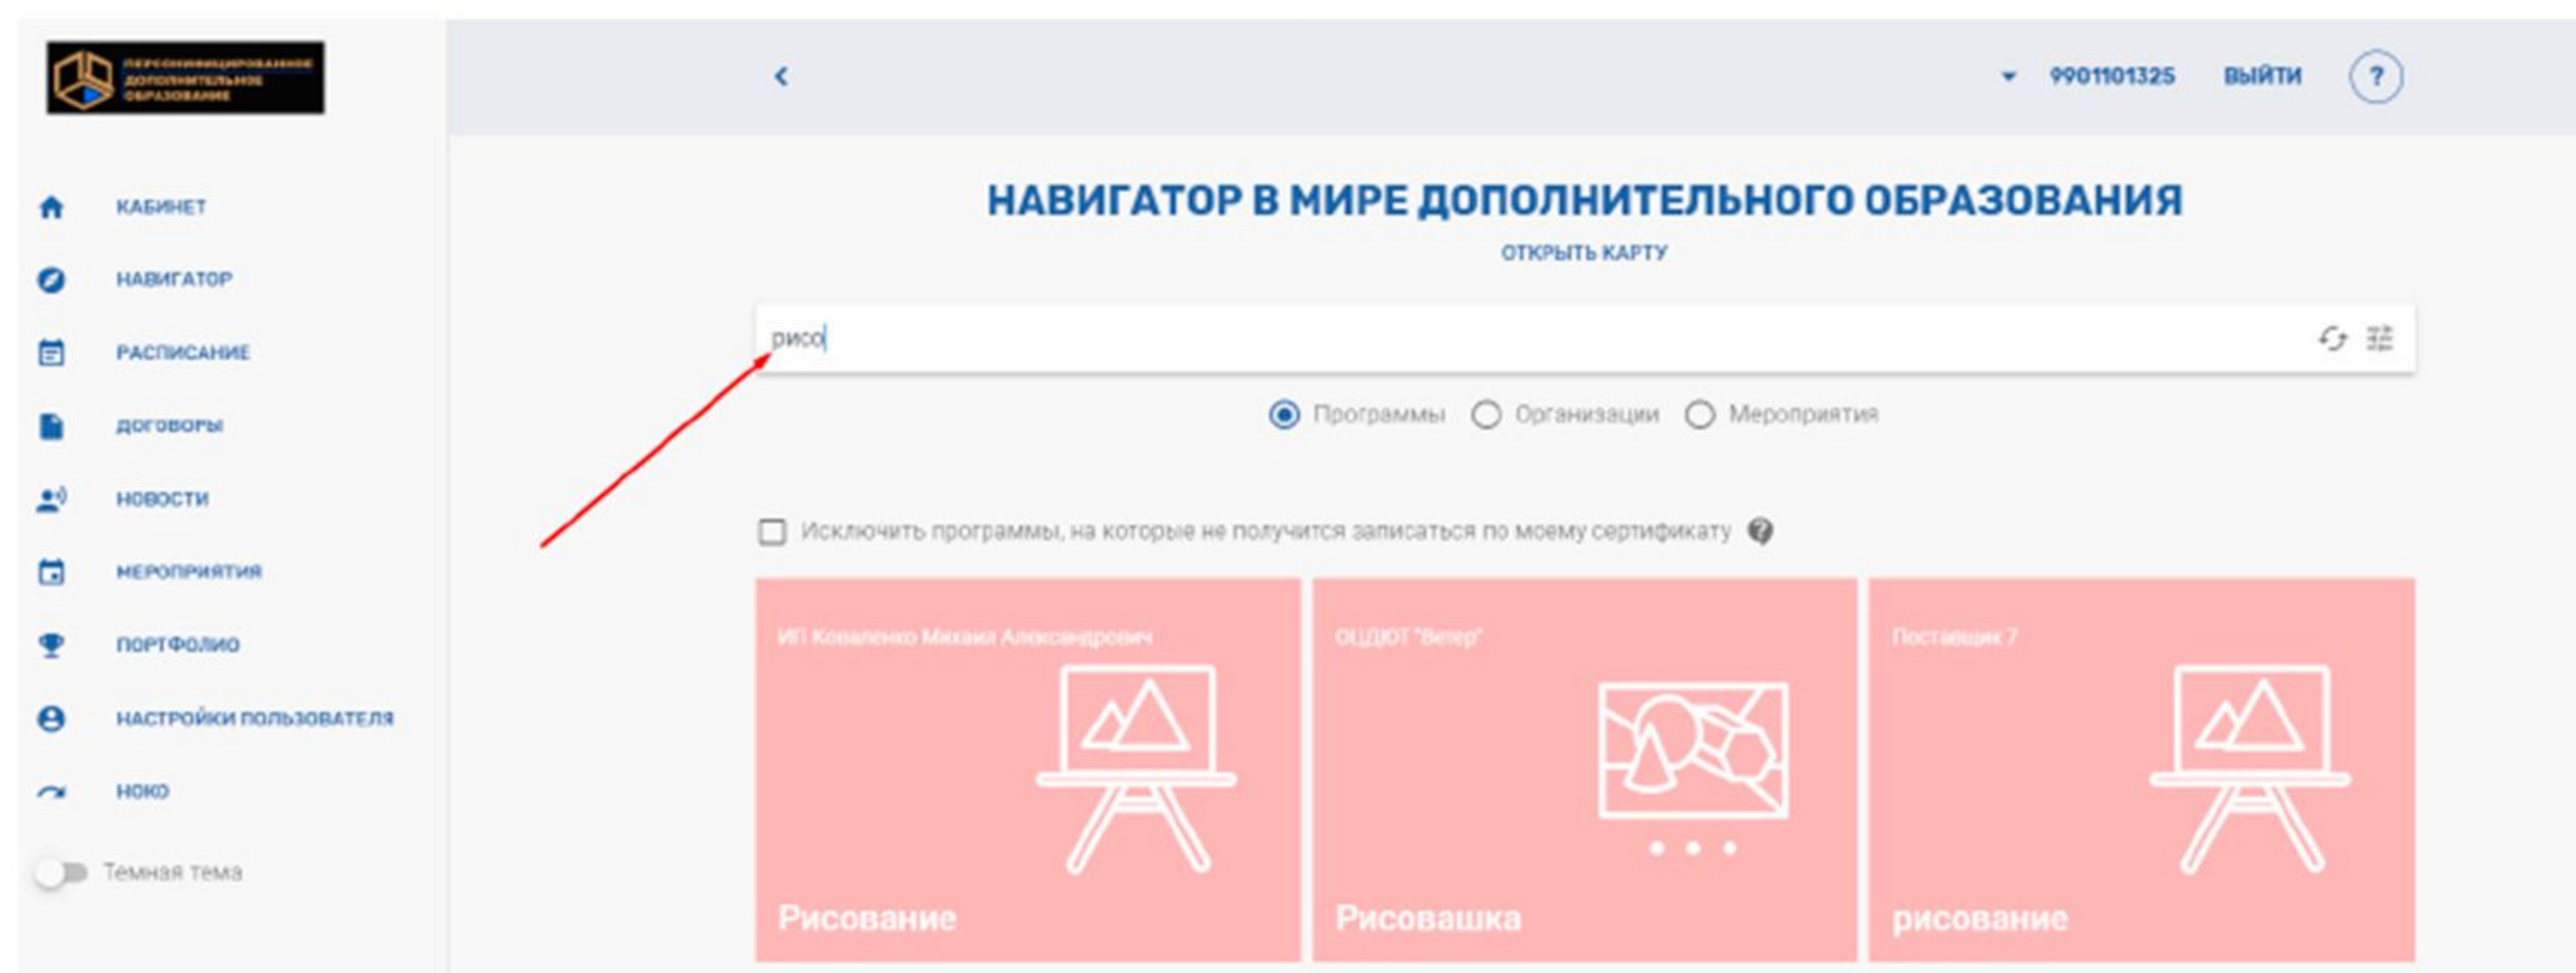 ПЕРСОНИФИЦИРОВАННОЕ
ДОПОЛНИТЕЛЬНОЕ
ОБРАЗОВАНИЕ
9901101325 ВЫЙТИ ?
КАБИНЕТ
НАВИГАТОР
РАСПИСАНИЕ
ДОГОВОРЫ
НОВОСТИ
МЕРОПРИЯТИЯ
ПОРТФОЛИО
НАСТРОЙКИ ПОЛЬЗОВАТЕЛЯ
НОКО
Темная тема
НАВИГАТОР В МИРЕ ДОПОЛНИТЕЛЬНОГО ОБРАЗОВАНИЯ
ОТКРЫТЬ КАРТУ
рисо
Программы Организации Мероприятия
Исключить программы, на которые не получится записаться по моему сертификату ?
ИП Коваленко Михаил Александрович
Рисование
ОЦДЮТ "Ветер"
Рисовашка
Поставщик 7
рисование